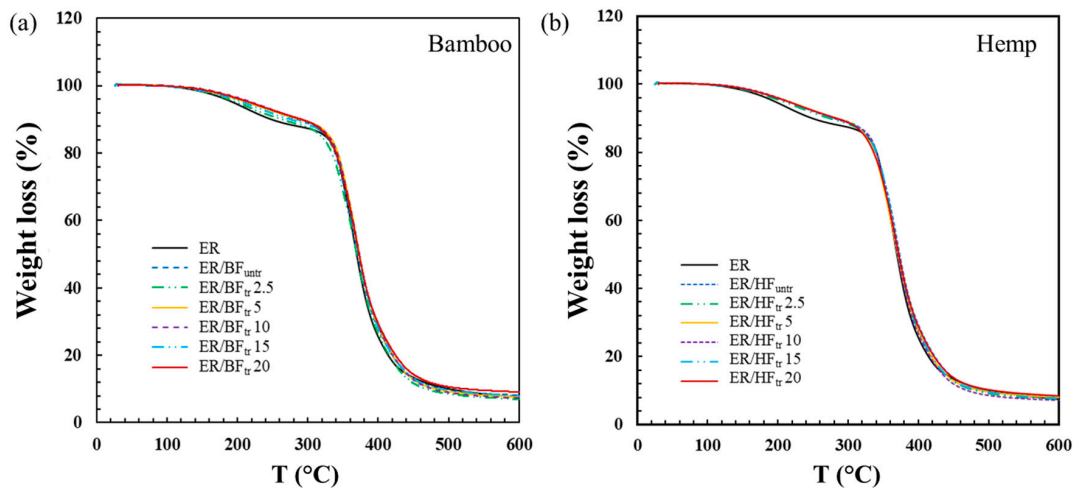 (a)
Bamboo
Weight loss (%)
120
100
80
60
40
20
0
ER
ER/BFuntr
ER/BFtr 2.5
ER/BFtr 5
ER/BFtr 10
ER/BFtr 15
ER/BFtr 20
0 100 200 300 400 500 600
T (°C)
(b)
Hemp
Weight loss (%)
120
100
80
60
40
20
0
ER
ER/HFuntr
ER/HFtr 2.5
ER/HFtr 5
ER/HFtr 10
ER/HFtr 15
ER/HFtr 20
0 100 200 300 400 500 600
T (°C)